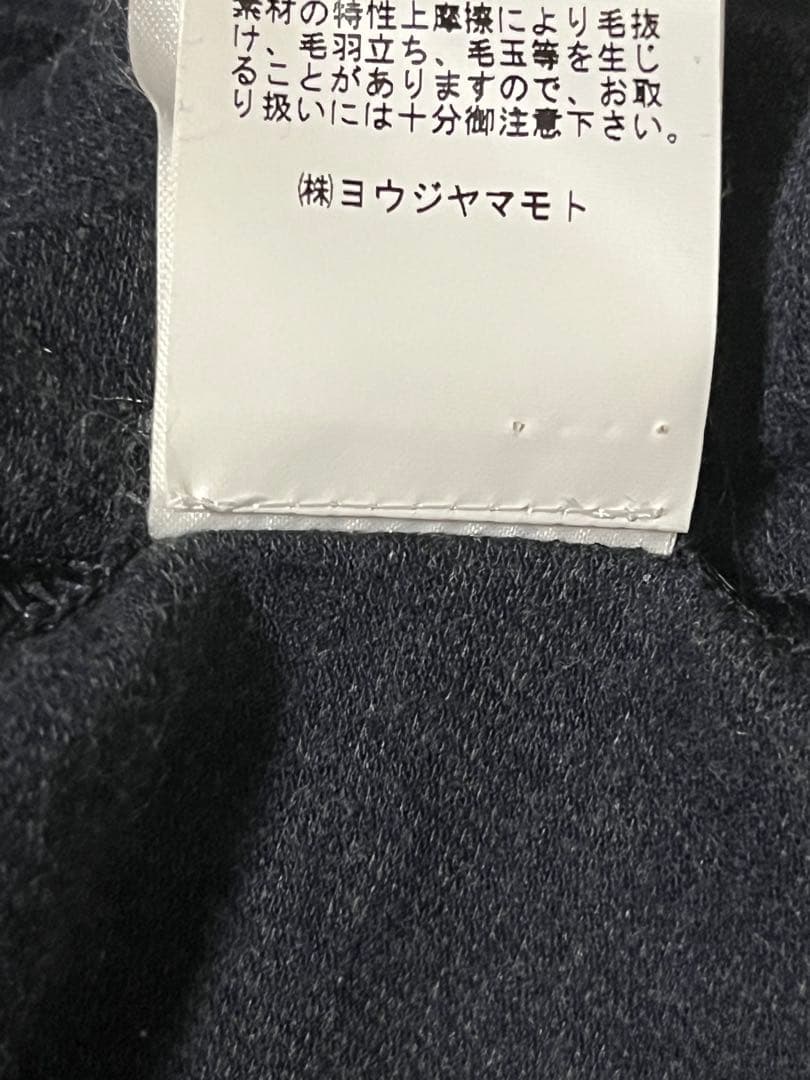 素材の特性上摩擦により毛抜
け、毛羽立ち、毛玉等を生じ
ることがありますので、お取
り扱いには十分御注意下さい。
㈱ヨウジヤマモト